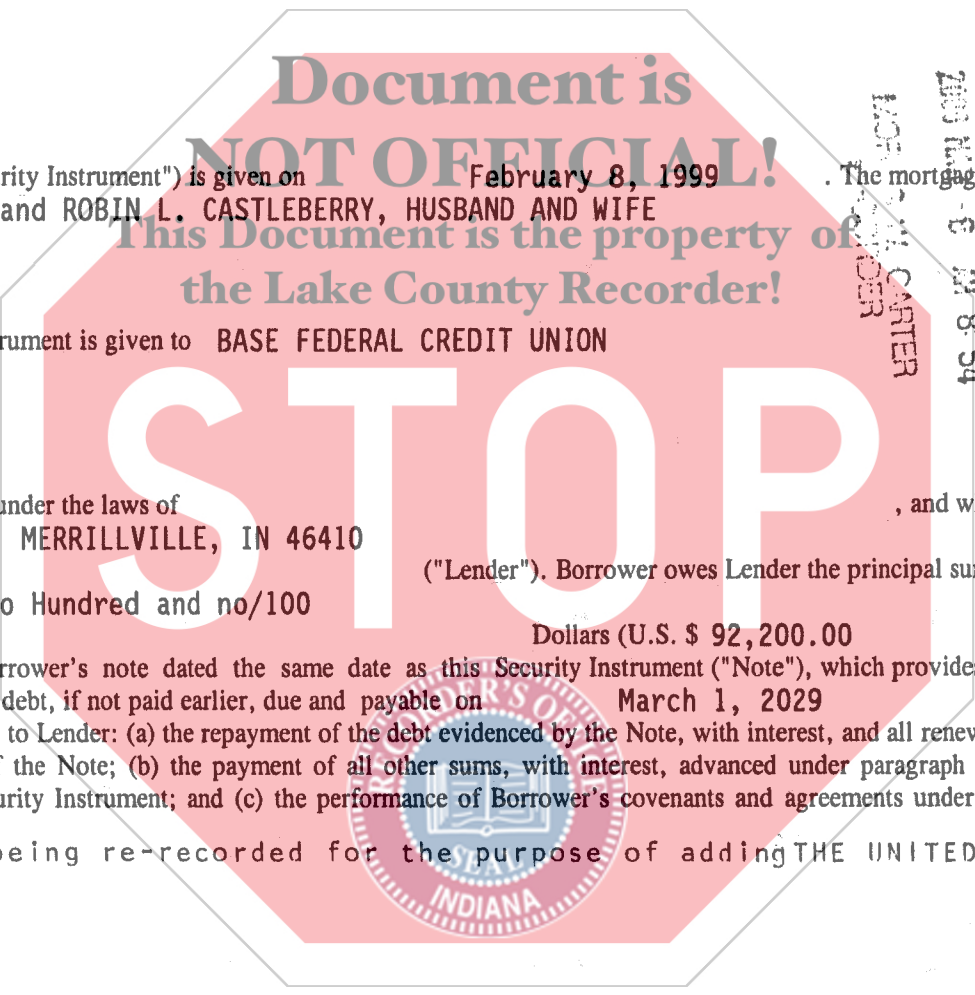 Document is
NOT OFFICIAL!
rity Instrument") is given on February 8, 1999 . The mortgag
and ROBIN L. CASTLEBERRY, HUSBAND AND WIFE
This Document is the property of
the Lake County Recorder!
rument is given to BASE FEDERAL CREDIT UNION
CARTER
8 54
STOP
under the laws of , and w
MERRILLVILLE, IN 46410
("Lender"). Borrower owes Lender the principal su
o Hundred and no/100
Dollars (U.S. $ 92,200.00
rrower's note dated the same date as this Security Instrument ("Note"), which provide
debt, if not paid earlier, due and payable on March 1, 2029
to Lender: (a) the repayment of the debt evidenced by the Note, with interest, and all renew
f the Note; (b) the payment of all other sums, with interest, advanced under paragraph
urity Instrument; and (c) the performance of Borrower's covenants and agreements under
eing re-recorded for the purpose of adding THE UNITED
RECORDER'S OFFICE
SEAL
INDIANA